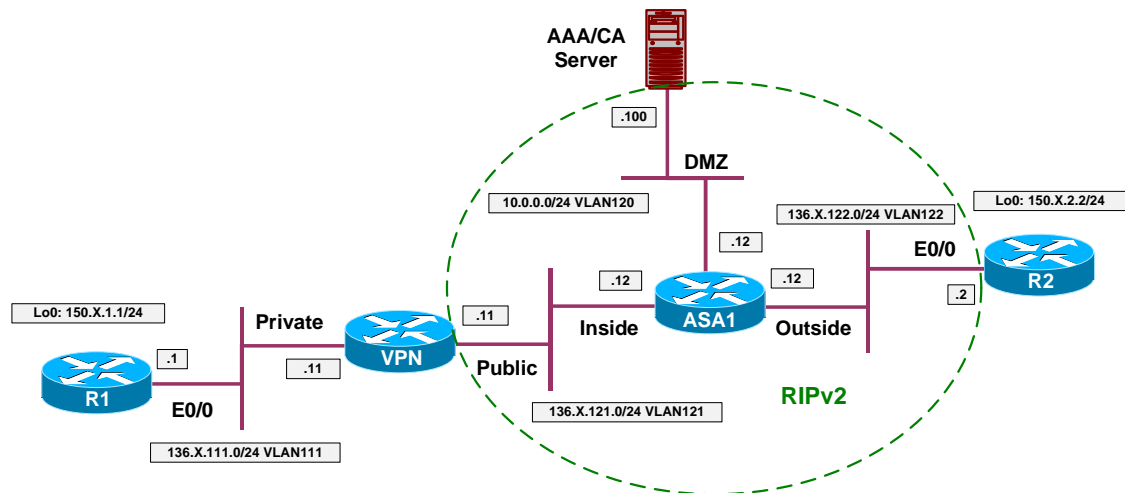 AAA/CA
Server
.100
DMZ
10.0.0.0/24 VLAN120
136.X.122.0/24 VLAN122
Lo0: 150.X.2.2/24
.12
E0/0
.12
.12
.2
R2
Lo0: 150.X.1.1/24
Private
.11
Inside
ASA1
Outside
.1
.11
VPN
Public
R1
E0/0
136.X.121.0/24 VLAN121
RIPv2
136.X.111.0/24 VLAN111